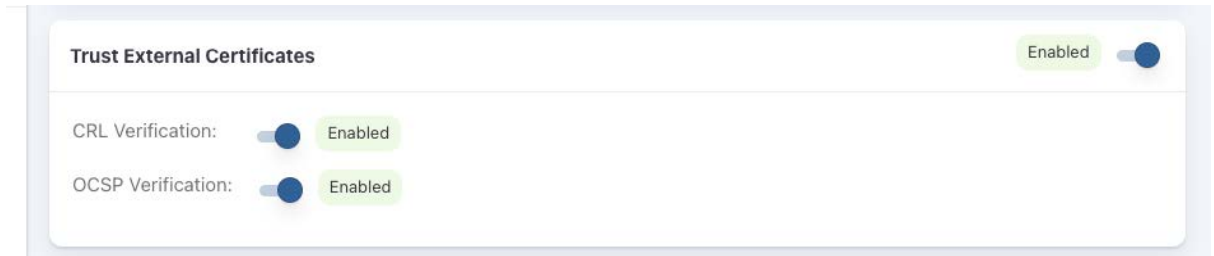 Trust External Certificates Enabled
CRL Verification: Enabled
OCSP Verification: Enabled